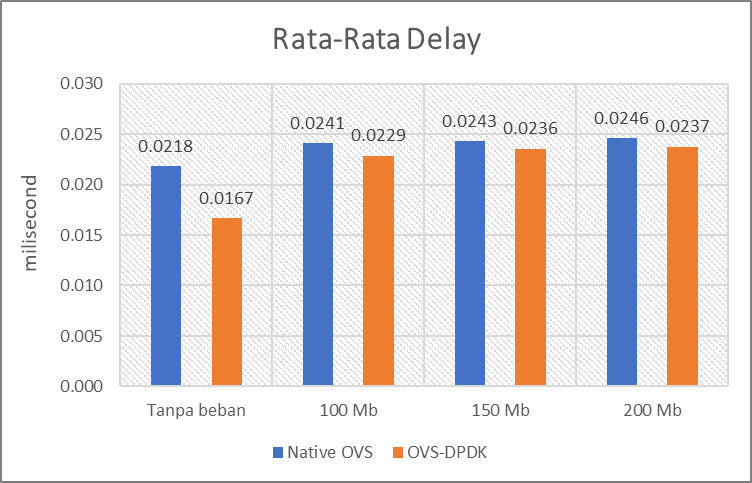 Rata-Rata Delay
0.030
0.025
0.020
0.015
0.010
0.005
0.000
milisecond
0.0218
0.0167
0.0241
0.0229
0.0243
0.0236
0.0246
0.0237
Tanpa beban
100 Mb
150 Mb
200 Mb
Native OVS
OVS-DPDK